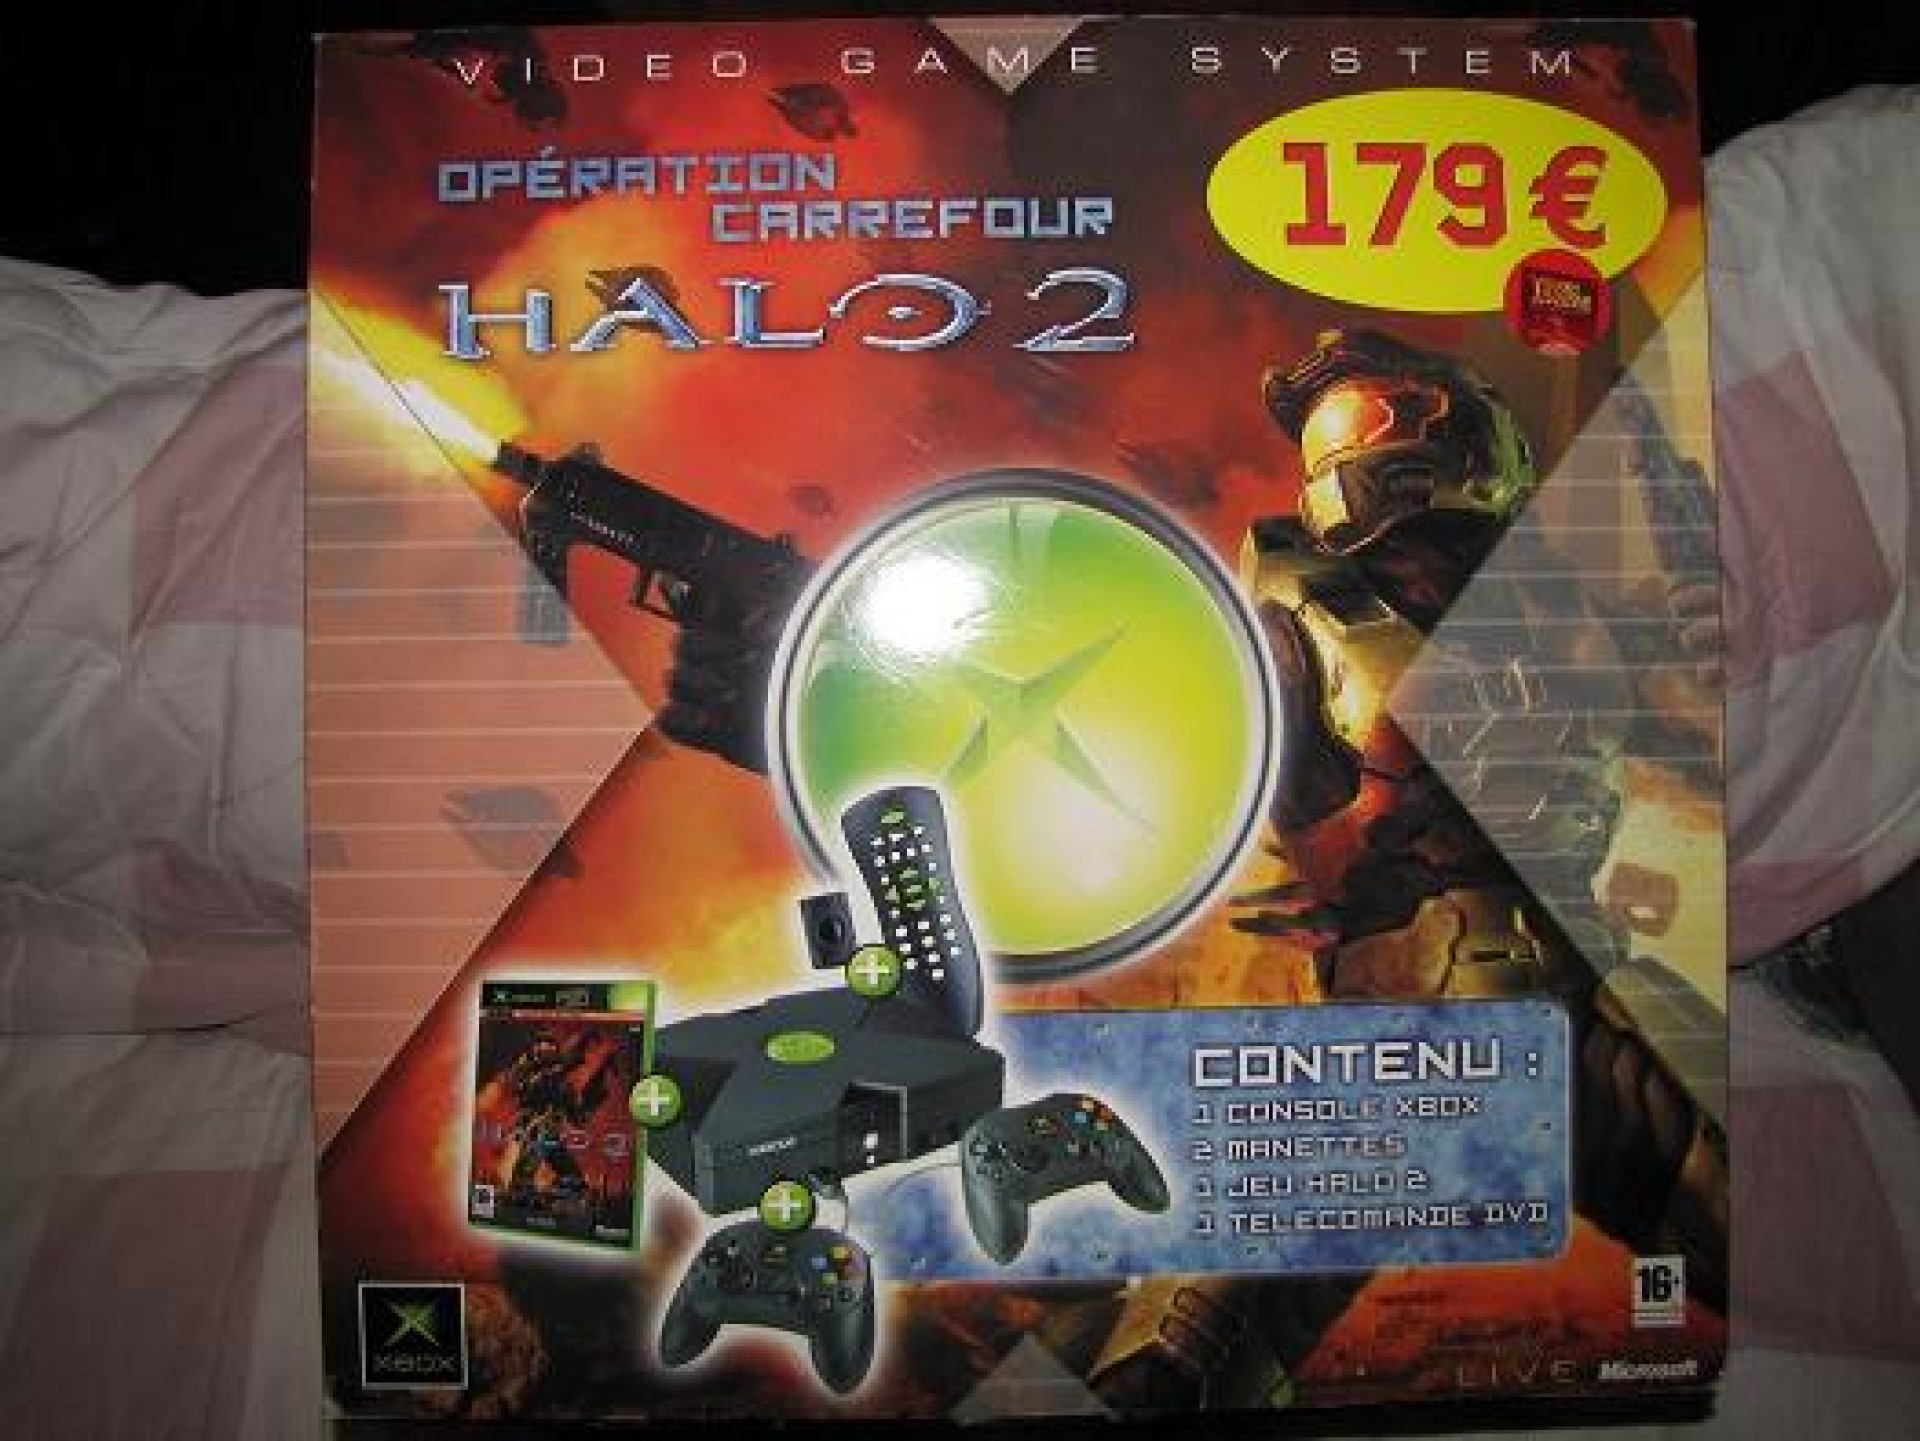 VIDEO GAME SYSTEM
OPÉRATION
CARREFOUR
179 €
HALO 2
CONTENU :
1 CONSOLE XBOX
2 MANETTES
1 JEU HALO 2
1 TELECOMANDE DVD
16+
XBOX
LIVE
Microsoft